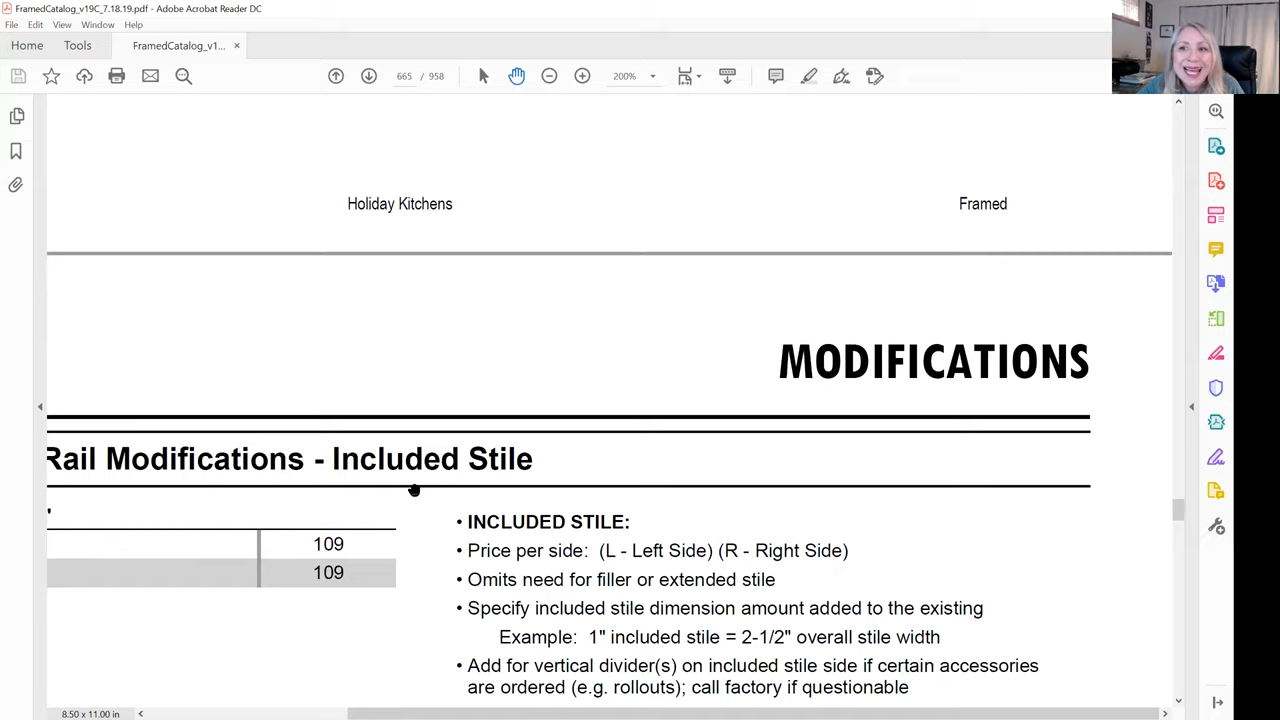 FramedCatalog_v19C_7.18.19.pdf - Adobe Acrobat Reader DC
File Edit View Window Help
Home Tools FramedCatalog_v1... ×
665 / 958 200%
Holiday Kitchens Framed
MODIFICATIONS
Rail Modifications - Included Stile
• INCLUDED STILE:
109 • Price per side: (L - Left Side) (R - Right Side)
109 • Omits need for filler or extended stile
• Specify included stile dimension amount added to the existing
Example: 1" included stile = 2-1/2" overall stile width
• Add for vertical divider(s) on included stile side if certain accessories
are ordered (e.g. rollouts); call factory if questionable
8.50 x 11.00 in